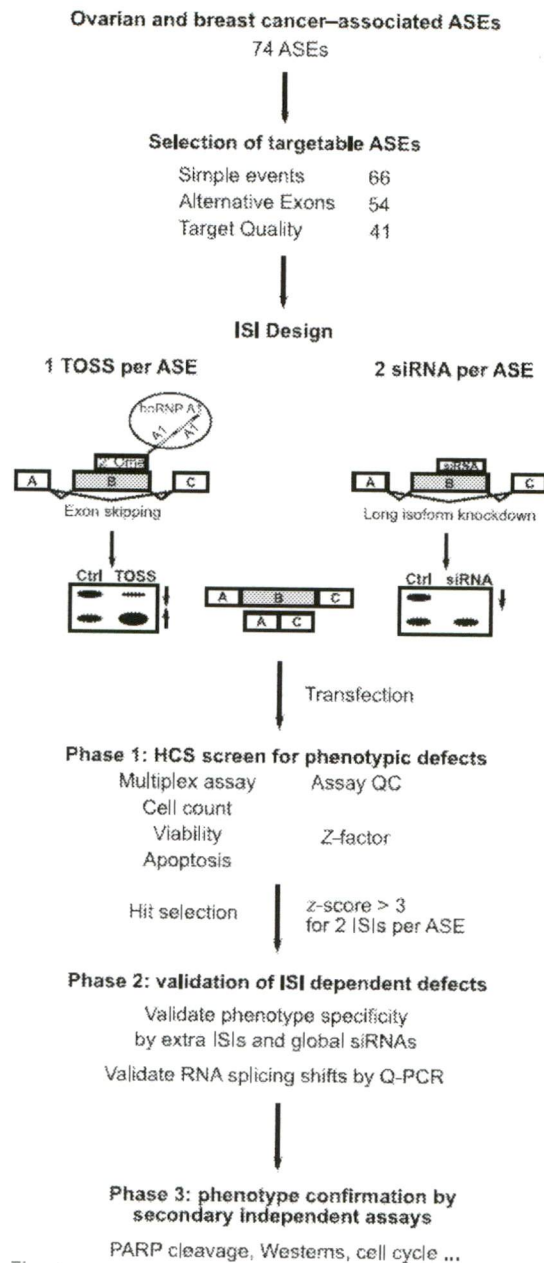 Ovarian and breast cancer–associated ASEs
74 ASEs
Selection of targetable ASEs
Simple events 66
Alternative Exons 54
Target Quality 41
ISI Design
1 TOSS per ASE
2 siRNA per ASE
hnRNP A1
A1 A1
2' Ome
A B C
Exon skipping
siRNA
A B C
Long isoform knockdown
Ctrl TOSS
A B C
A C
Ctrl siRNA
Transfection
Phase 1: HCS screen for phenotypic defects
Multiplex assay Assay QC
Cell count
Viability Z-factor
Apoptosis
Hit selection
z-score > 3
for 2 ISIs per ASE
Phase 2: validation of ISI dependent defects
Validate phenotype specificity
by extra ISIs and global siRNAs
Validate RNA splicing shifts by Q-PCR
Phase 3: phenotype confirmation by
secondary independent assays
PARP cleavage, Westerns, cell cycle ...